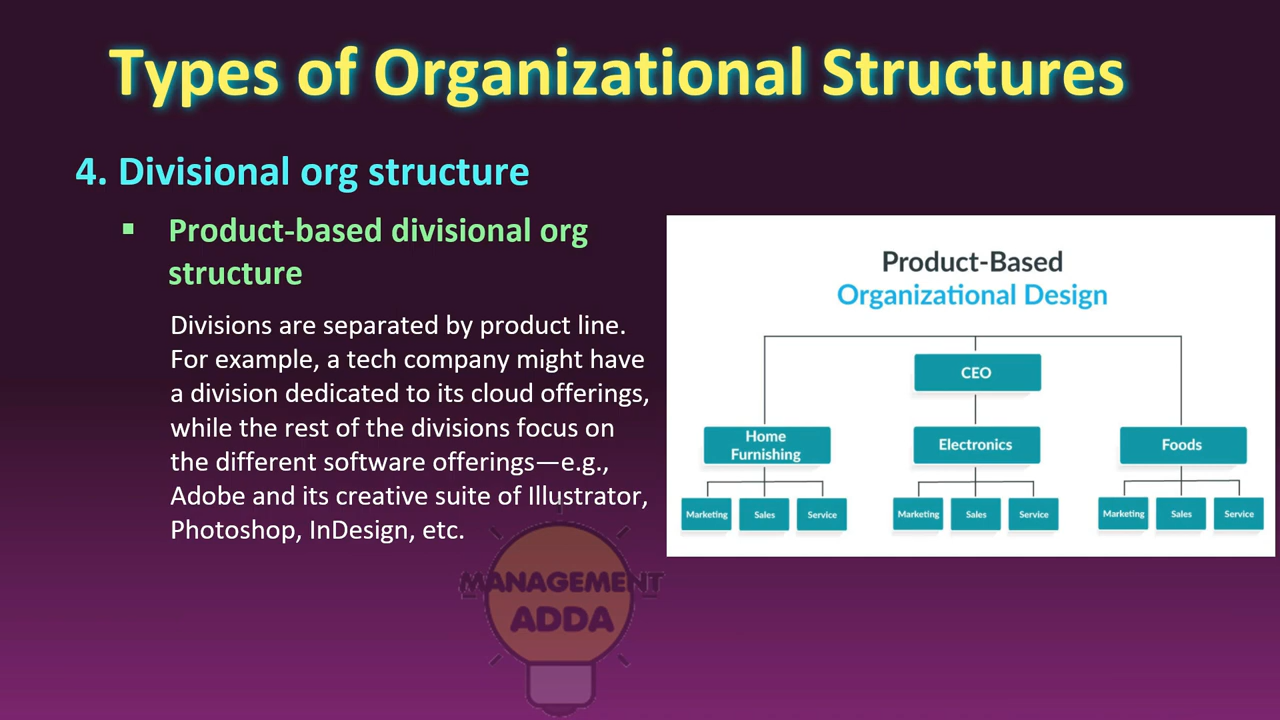 Types of Organizational Structures
4. Divisional org structure
▪ Product-based divisional org
structure
Divisions are separated by product line.
For example, a tech company might have
a division dedicated to its cloud offerings,
while the rest of the divisions focus on
the different software offerings—e.g.,
Adobe and its creative suite of Illustrator,
Photoshop, InDesign, etc.
Product-Based
Organizational Design
CEO
Home
Furnishing
Electronics
Foods
Marketing Sales Service
Marketing Sales Service
Marketing Sales Service
MANAGEMENT
ADDA